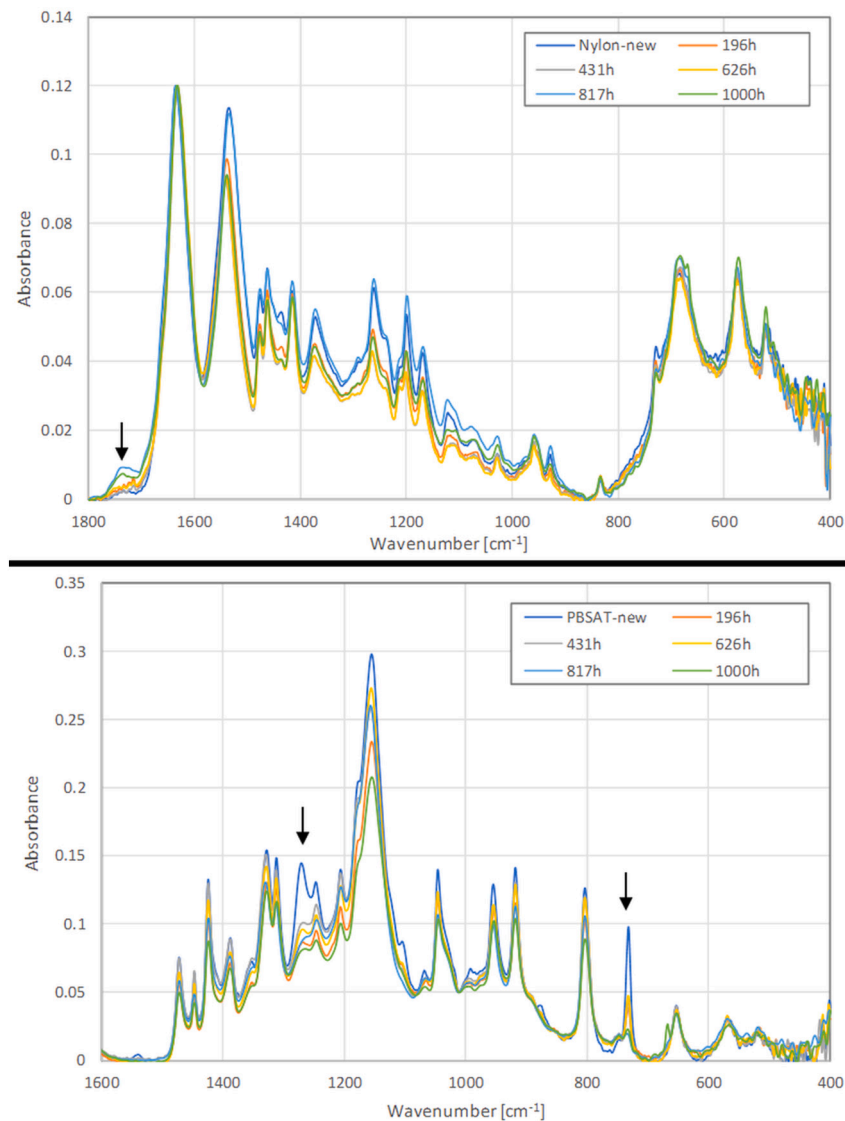 0.14
Nylon-new 196h
431h 626h
817h 1000h
0.12
0.1
0.08
0.06
0.04
0.02
0
1800 1600 1400 1200 1000 800 600 400
Absorbance
Wavenumber [cm-1]
0.35
PBSAT-new 196h
431h 626h
817h 1000h
0.3
0.25
0.2
0.15
0.1
0.05
0
1600 1400 1200 1000 800 600 400
Absorbance
Wavenumber [cm-1]